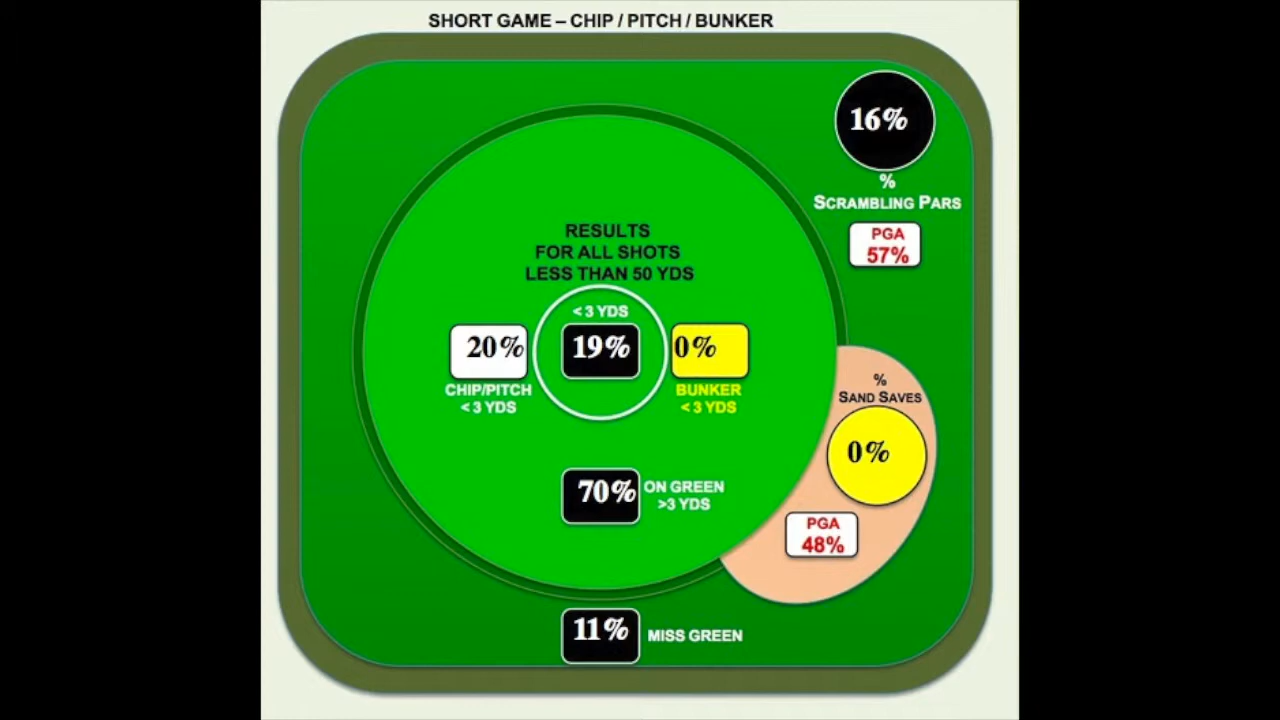 SHORT GAME – CHIP / PITCH / BUNKER
16%
%
SCRAMBLING PARS
PGA
57%
RESULTS
FOR ALL SHOTS
LESS THAN 50 YDS
< 3 YDS
20%
19%
0%
CHIP/PITCH
< 3 YDS
BUNKER
< 3 YDS
%
SAND SAVES
0%
70%
ON GREEN
>3 YDS
PGA
48%
11%
MISS GREEN